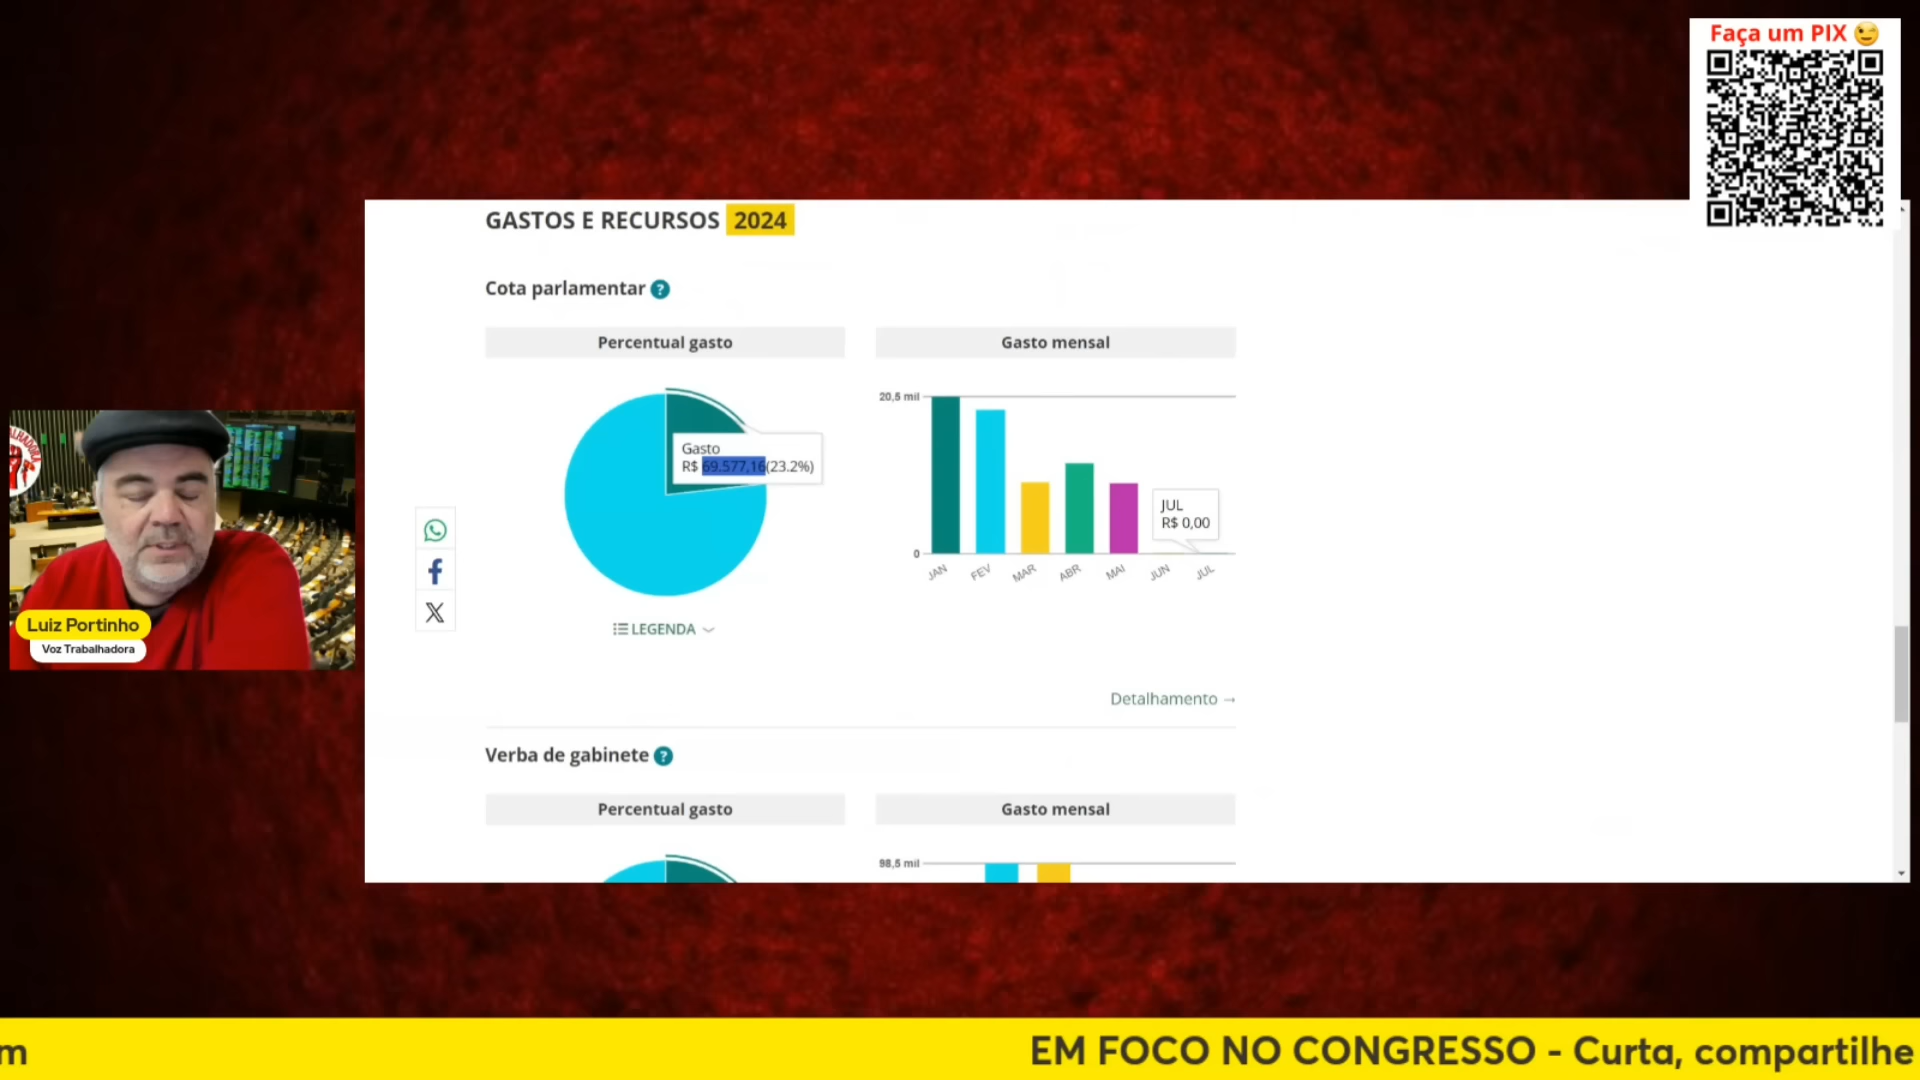 Faça um PIX 😉
GASTOS E RECURSOS 2024
Cota parlamentar ?
Percentual gasto
Gasto
R$ 69.577,16(23.2%)
LEGENDA
Gasto mensal
20,5 mil
0
JAN
FEV
MAR
ABR
MAI
JUN
JUL
JUL
R$ 0,00
Detalhamento →
Verba de gabinete ?
Percentual gasto
Gasto mensal
98,5 mil
Luiz Portinho
Voz Trabalhadora
m
EM FOCO NO CONGRESSO - Curta, compartilhe